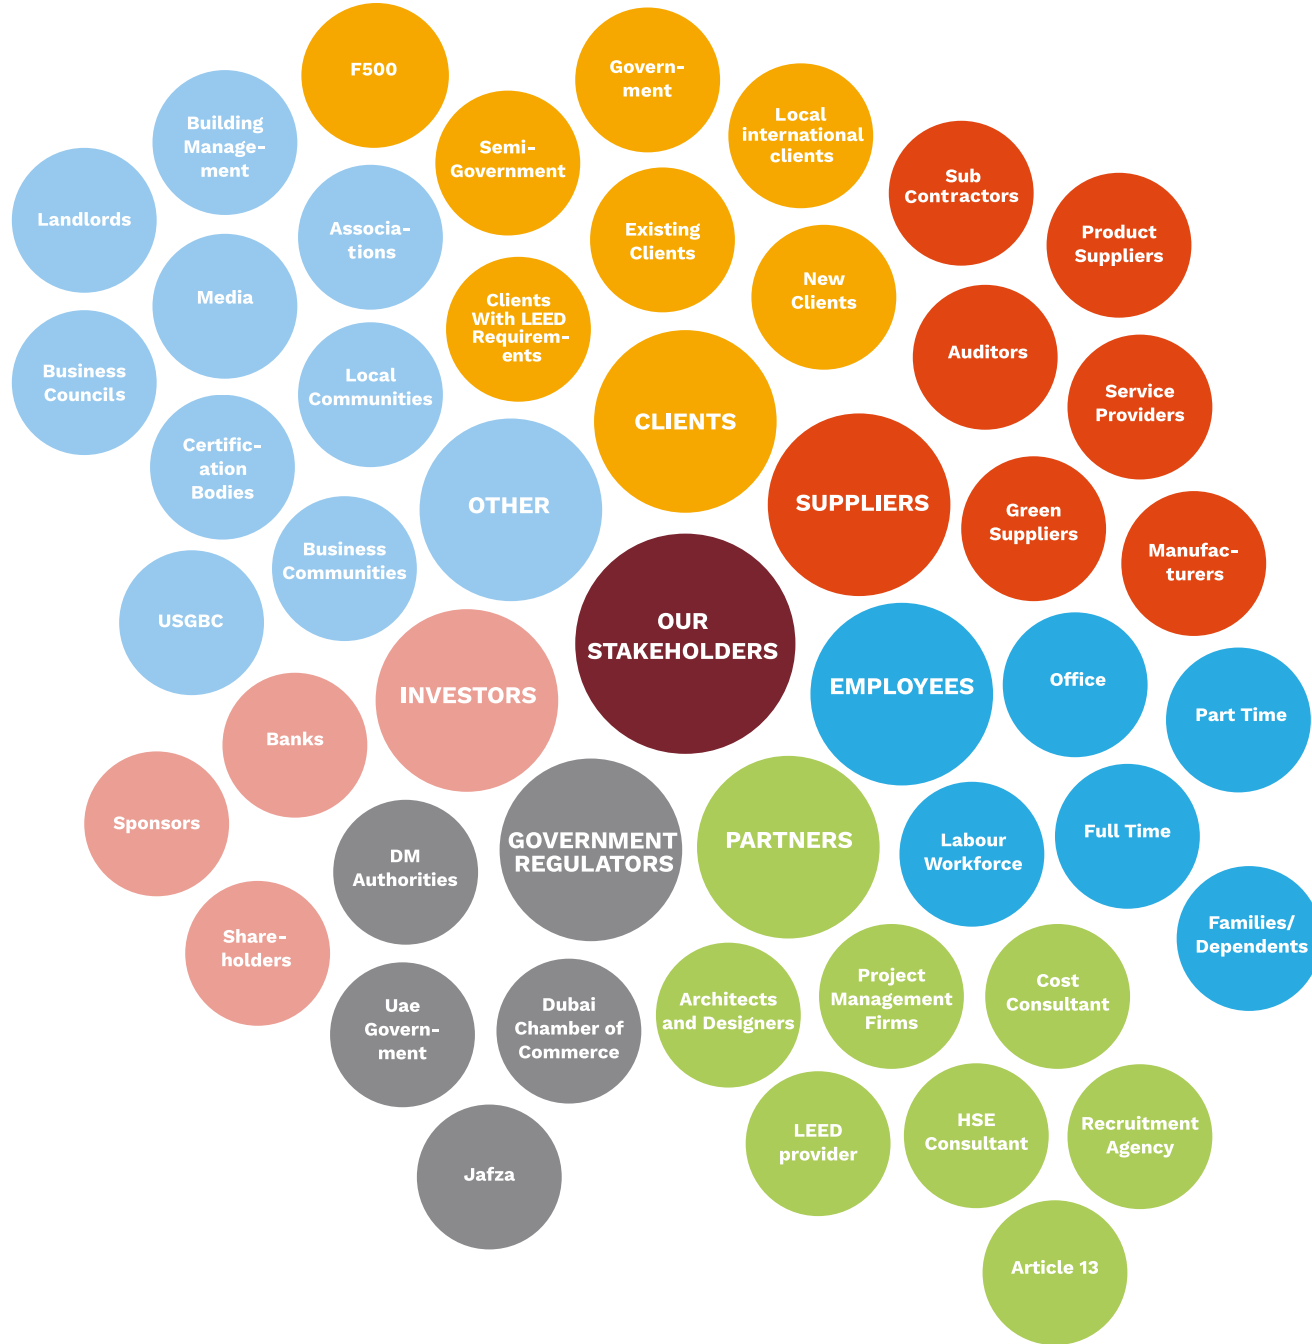 F500
Govern-
ment
Building
Manage-
ment
Local
international
clients
Semi-
Government
Sub
Contractors
Landlords
Associa-
tions
Existing
Clients
Product
Suppliers
Media
New
Clients
Clients
With LEED
Requirem-
ents
Auditors
Business
Councils
Local
Communities
Service
Providers
CLIENTS
Certific-
ation
Bodies
OTHER
SUPPLIERS
Green
Suppliers
Business
Communities
Manufac-
turers
USGBC
OUR
STAKEHOLDERS
INVESTORS
EMPLOYEES
Office
Part Time
Banks
Sponsors
GOVERNMENT
REGULATORS
PARTNERS
Labour
Workforce
Full Time
DM
Authorities
Share-
holders
Families/
Dependents
Uae
Govern-
ment
Dubai
Chamber of
Commerce
Architects
and Designers
Project
Management
Firms
Cost
Consultant
LEED
provider
HSE
Consultant
Recruitment
Agency
Jafza
Article 13